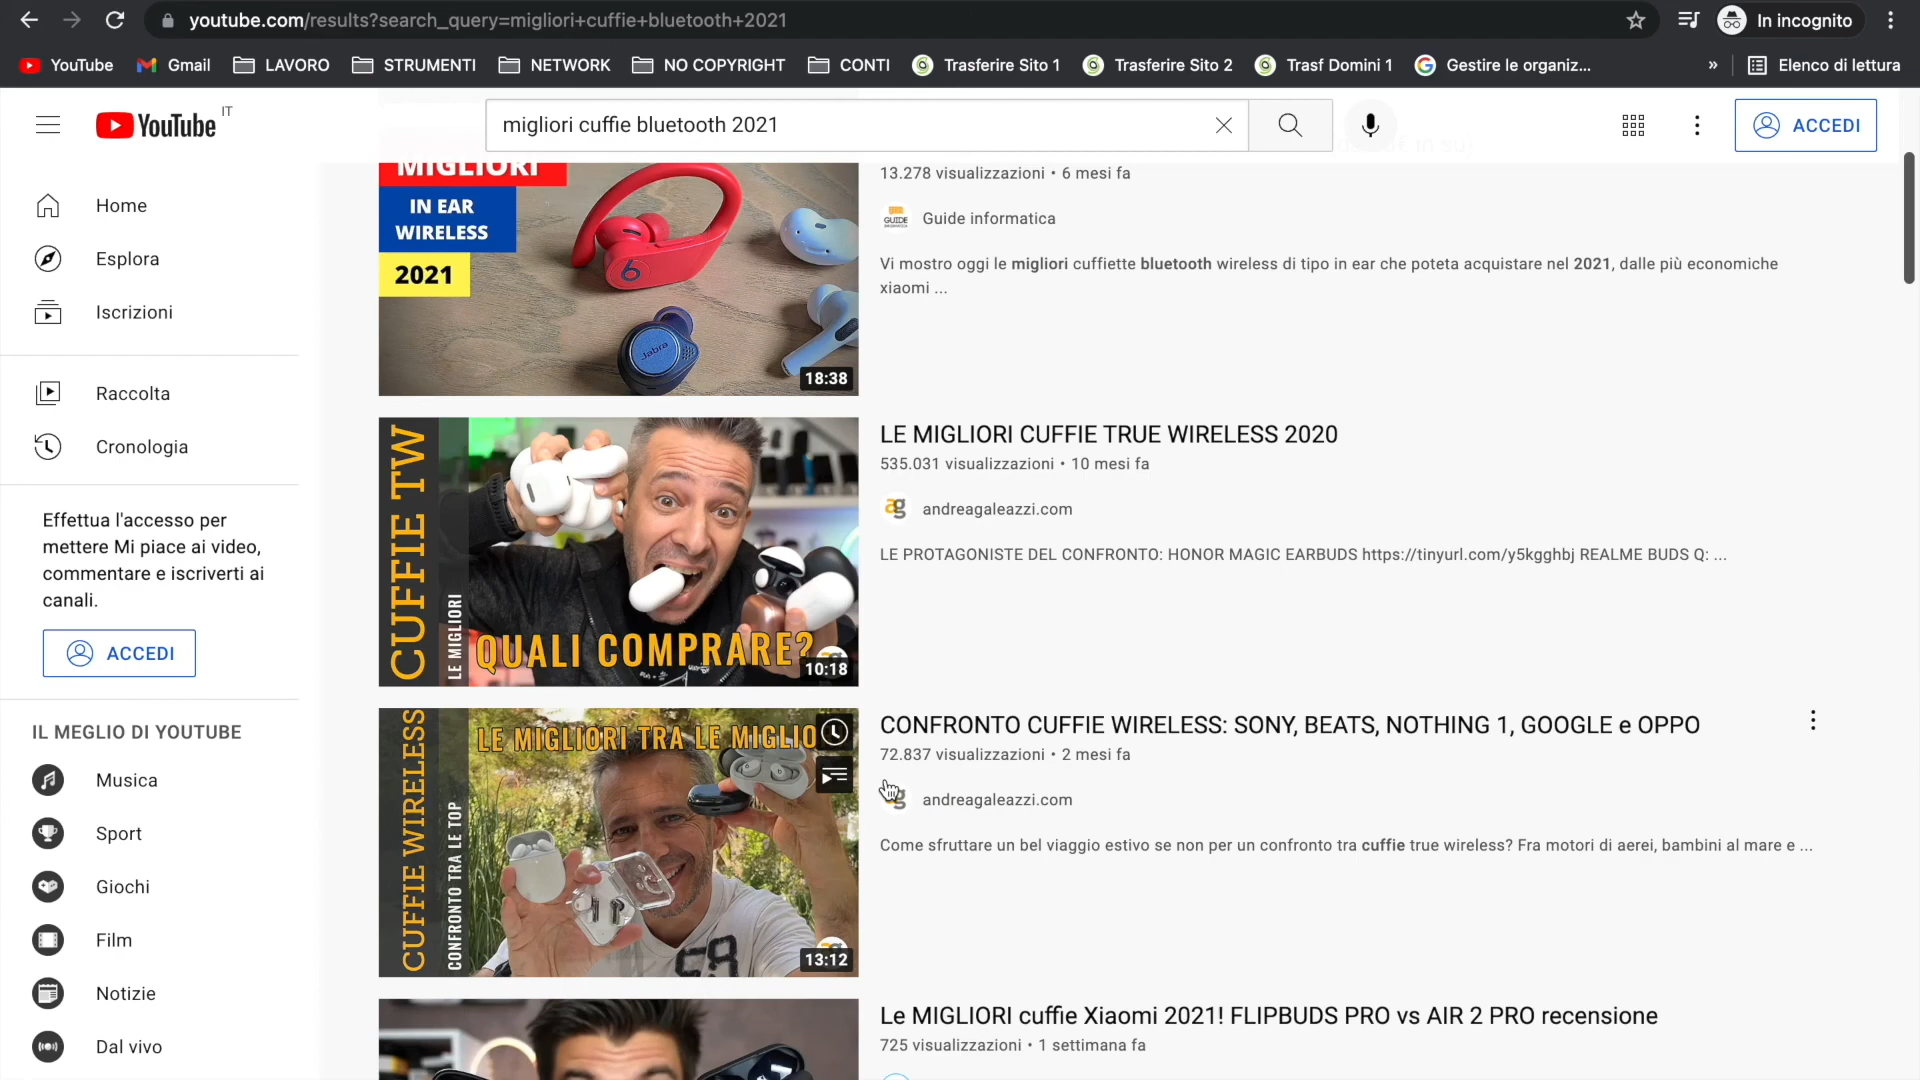 youtube.com/results?search_query=migliori+cuffie+bluetooth+2021
In incognito
YouTube
Gmail
LAVORO
STRUMENTI
NETWORK
NO COPYRIGHT
CONTI
Trasferire Sito 1
Trasferire Sito 2
Trasf Domini 1
Gestire le organiz...
»
Elenco di lettura
YouTube IT
migliori cuffie bluetooth 2021
ACCEDI
Home
Esplora
Iscrizioni
Raccolta
Cronologia
Effettua l'accesso per
mettere Mi piace ai video,
commentare e iscriverti ai
canali.
ACCEDI
IL MEGLIO DI YOUTUBE
Musica
Sport
Giochi
Film
Notizie
Dal vivo
MIGLIORI
IN EAR
WIRELESS
2021
Jabra
18:38
13.278 visualizzazioni • 6 mesi fa
GUIDE
Guide informatica
Vi mostro oggi le migliori cuffiette bluetooth wireless di tipo in ear che poteta acquistare nel 2021, dalle più economiche
xiaomi ...
CUFFIE TW
LE MIGLIORI
QUALI COMPRARE?
10:18
LE MIGLIORI CUFFIE TRUE WIRELESS 2020
535.031 visualizzazioni • 10 mesi fa
ag
andreagaleazzi.com
LE PROTAGONISTE DEL CONFRONTO: HONOR MAGIC EARBUDS https://tinyurl.com/y5kgghbj REALME BUDS Q: ...
CUFFIE WIRELESS
CONFRONTO TRA LE TOP
LE MIGLIORI TRA LE MIGLIO
13:12
CONFRONTO CUFFIE WIRELESS: SONY, BEATS, NOTHING 1, GOOGLE e OPPO
72.837 visualizzazioni • 2 mesi fa
andreagaleazzi.com
Come sfruttare un bel viaggio estivo se non per un confronto tra cuffie true wireless? Fra motori di aerei, bambini al mare e ...
Le MIGLIORI cuffie Xiaomi 2021! FLIPBUDS PRO vs AIR 2 PRO recensione
725 visualizzazioni • 1 settimana fa